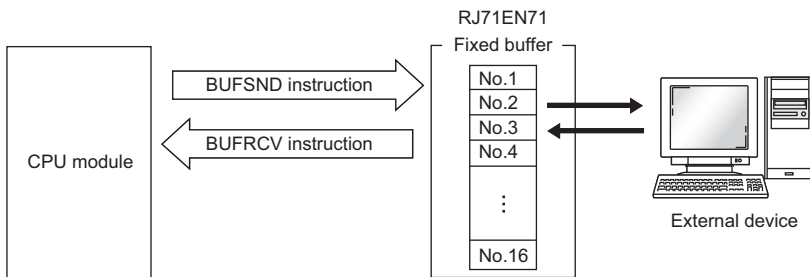 RJ71EN71
Fixed buffer
BUFSND instruction
BUFRCV instruction
CPU module
No.1
No.2
No.3
No.4
⋮
No.16
External device